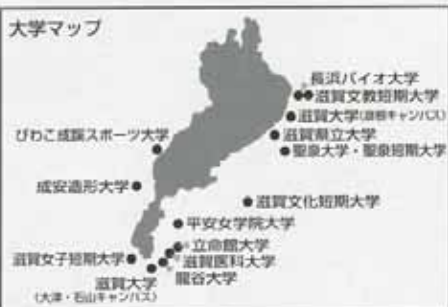 大学マップ
長浜バイオ大学
滋賀文教短期大学
滋賀大学(彦根キャンパス)
滋賀県立大学
聖泉大学・聖泉短期大学
びわこ成蹊スポーツ大学
成安造形大学
滋賀文化短期大学
平安女学院大学
立命館大学
滋賀女子短期大学
滋賀医科大学
龍谷大学
滋賀大学
(大津・石山キャンパス)